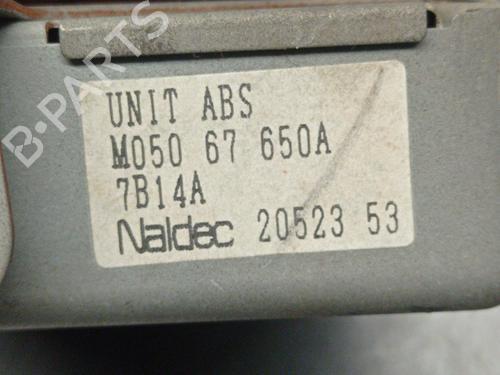 B-PARTS
UNIT ABS
M050 67 650A
7B14A
Naldec 20523 53